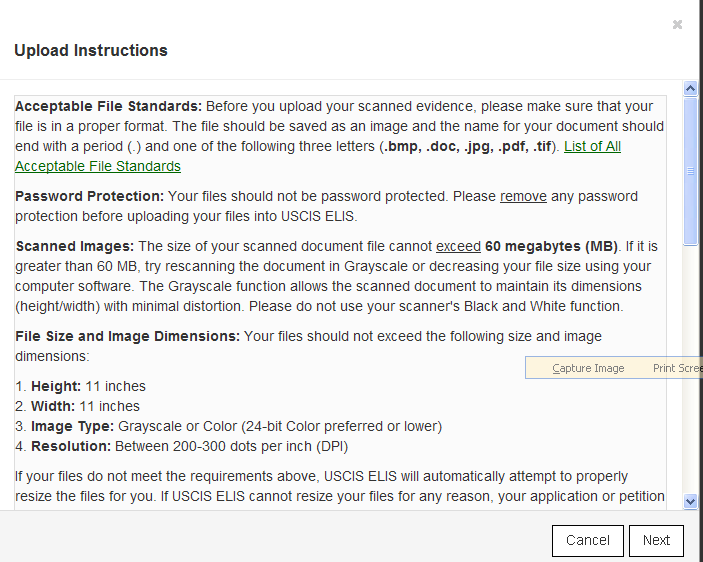 Upload Instructions
Acceptable File Standards: Before you upload your scanned evidence, please make sure that your
file is in a proper format. The file should be saved as an image and the name for your document should
end with a period (.) and one of the following three letters (.bmp, .doc, .jpg, .pdf, .tif). List of All
Acceptable File Standards
Password Protection: Your files should not be password protected. Please remove any password
protection before uploading your files into USCIS ELIS.
Scanned Images: The size of your scanned document file cannot exceed 60 megabytes (MB). If it is
greater than 60 MB, try rescanning the document in Grayscale or decreasing your file size using your
computer software. The Grayscale function allows the scanned document to maintain its dimensions
(height/width) with minimal distortion. Please do not use your scanner's Black and White function.
File Size and Image Dimensions: Your files should not exceed the following size and image
dimensions:
Capture Image Print Scree
1. Height: 11 inches
2. Width: 11 inches
3. Image Type: Grayscale or Color (24-bit Color preferred or lower)
4. Resolution: Between 200-300 dots per inch (DPI)
If your files do not meet the requirements above, USCIS ELIS will automatically attempt to properly
resize the files for you. If USCIS ELIS cannot resize your files for any reason, your application or petition
Cancel Next